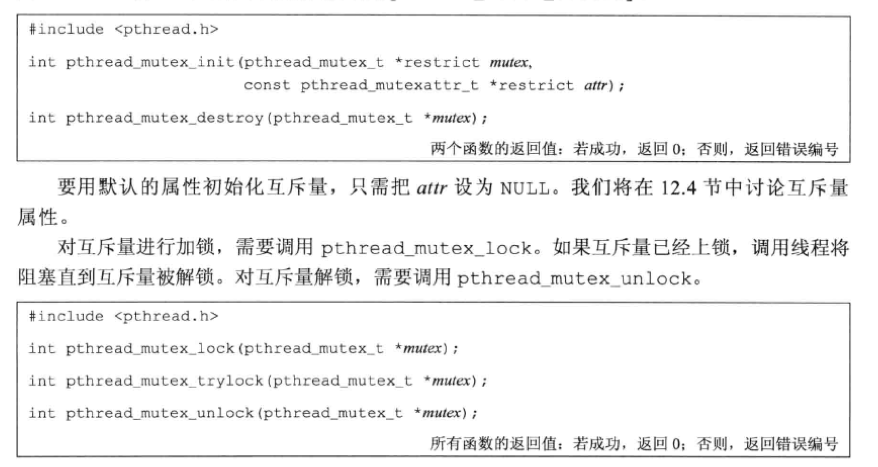 #include <pthread.h>
int pthread_mutex_init(pthread_mutex_t *restrict mutex,
const pthread_mutexattr_t *restrict attr);
int pthread_mutex_destroy(pthread_mutex_t *mutex);
两个函数的返回值：若成功，返回 0；否则，返回错误编号
要用默认的属性初始化互斥量，只需把 attr 设为 NULL。我们将在 12.4 节中讨论互斥量
属性。
对互斥量进行加锁，需要调用 pthread_mutex_lock。如果互斥量已经上锁，调用线程将
阻塞直到互斥量被解锁。对互斥量解锁，需要调用 pthread_mutex_unlock。
#include <pthread.h>
int pthread_mutex_lock(pthread_mutex_t *mutex);
int pthread_mutex_trylock(pthread_mutex_t *mutex);
int pthread_mutex_unlock(pthread_mutex_t *mutex);
所有函数的返回值：若成功，返回 0；否则，返回错误编号